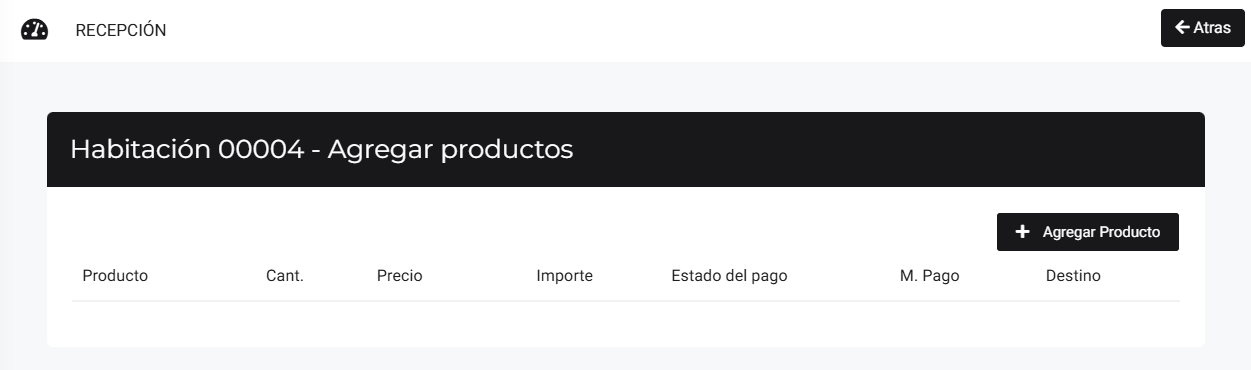 RECEPCIÓN
Atras
Habitación 00004 - Agregar productos
Agregar Producto
Producto Cant. Precio Importe Estado del pago M. Pago Destino